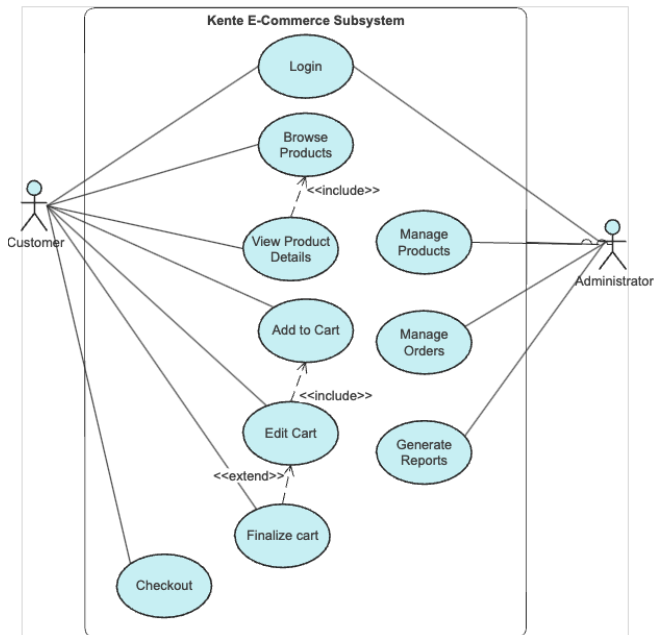 Kente E-Commerce Subsystem
Login
Browse
Products
<<include>>
Customer
View Product
Details
Manage
Products
Administrator
Add to Cart
Manage
Orders
<<include>>
Edit Cart
Generate
Reports
<<extend>>
Finalize cart
Checkout